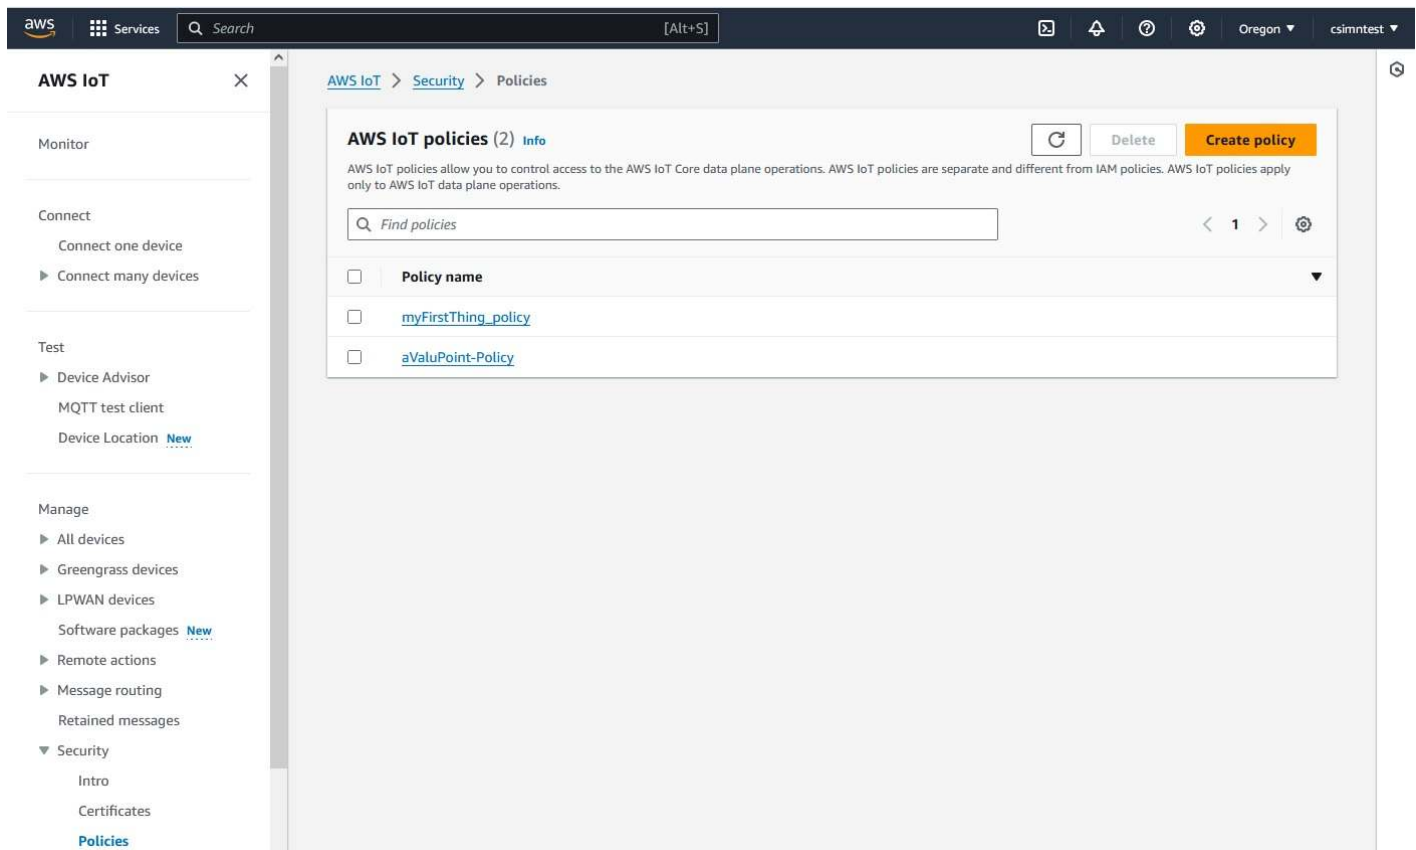 aws Services Search [Alt+S] Oregon csimntest
AWS IoT
Monitor
Connect
Connect one device
Connect many devices
Test
Device Advisor
MQTT test client
Device Location New
Manage
All devices
Greengrass devices
LPWAN devices
Software packages New
Remote actions
Message routing
Retained messages
Security
Intro
Certificates
Policies
AWS IoT > Security > Policies
AWS IoT policies (2) Info
Delete
Create policy
AWS IoT policies allow you to control access to the AWS IoT Core data plane operations. AWS IoT policies are separate and different from IAM policies. AWS IoT policies apply
only to AWS IoT data plane operations.
Find policies
1
Policy name
myFirstThing_policy
aValuPoint-Policy